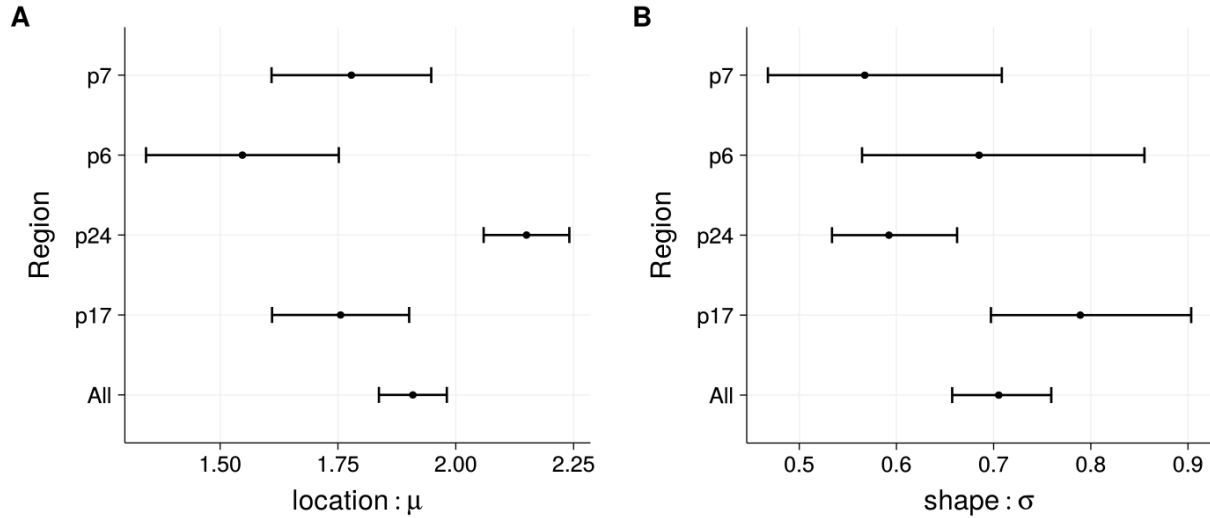 A
Region
p7
p6
p24
p17
All
1.50 1.75 2.00 2.25
location : μ
B
Region
p7
p6
p24
p17
All
0.5 0.6 0.7 0.8 0.9
shape : σ